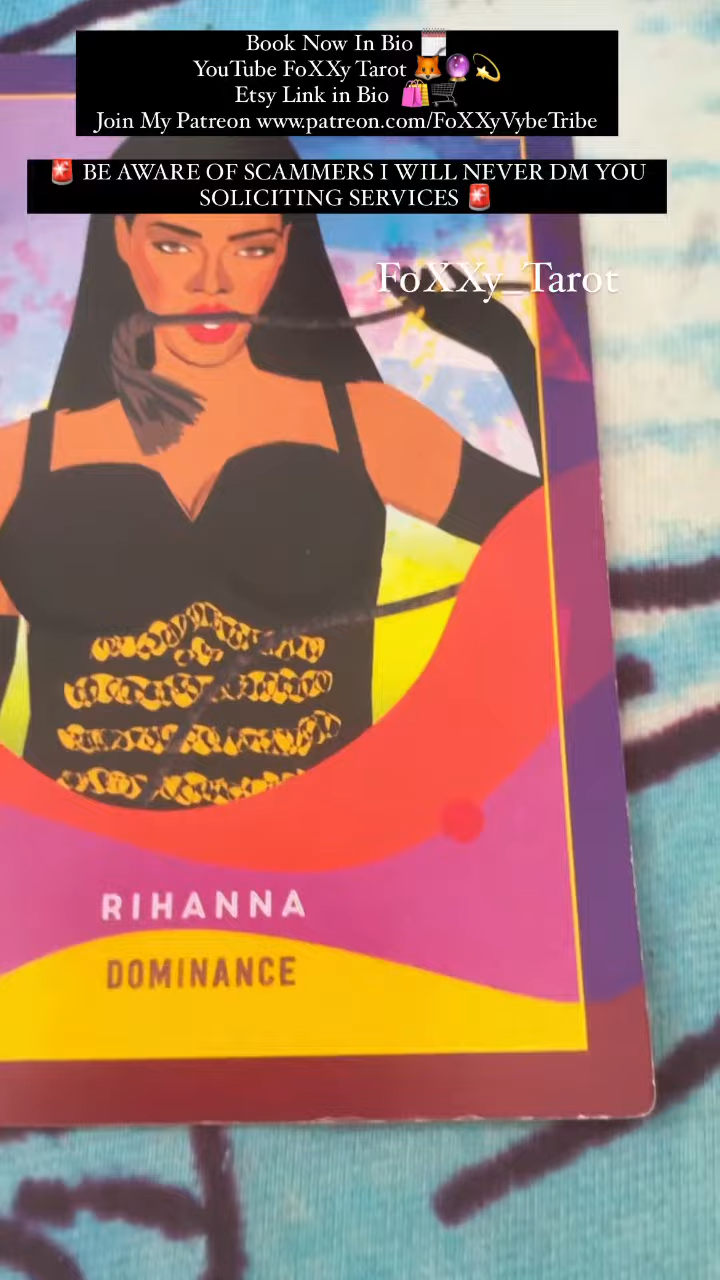 Book Now In Bio 🗓️
YouTube FoXXy Tarot 🦊🔮💫
Etsy Link in Bio 🛍️🛒
Join My Patreon www.patreon.com/FoXXyVybeTribe
🚨 BE AWARE OF SCAMMERS I WILL NEVER DM YOU
SOLICITING SERVICES 🚨
FoXXy_Tarot
RIHANNA
DOMINANCE